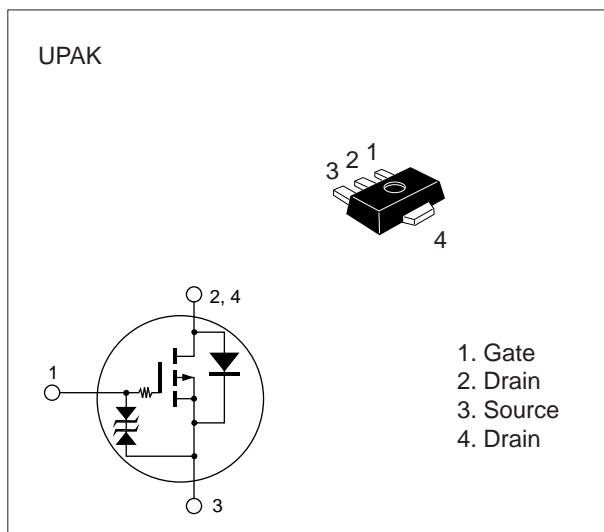 UPAK
3 2 1
4
2, 4
1
3
1. Gate
2. Drain
3. Source
4. Drain